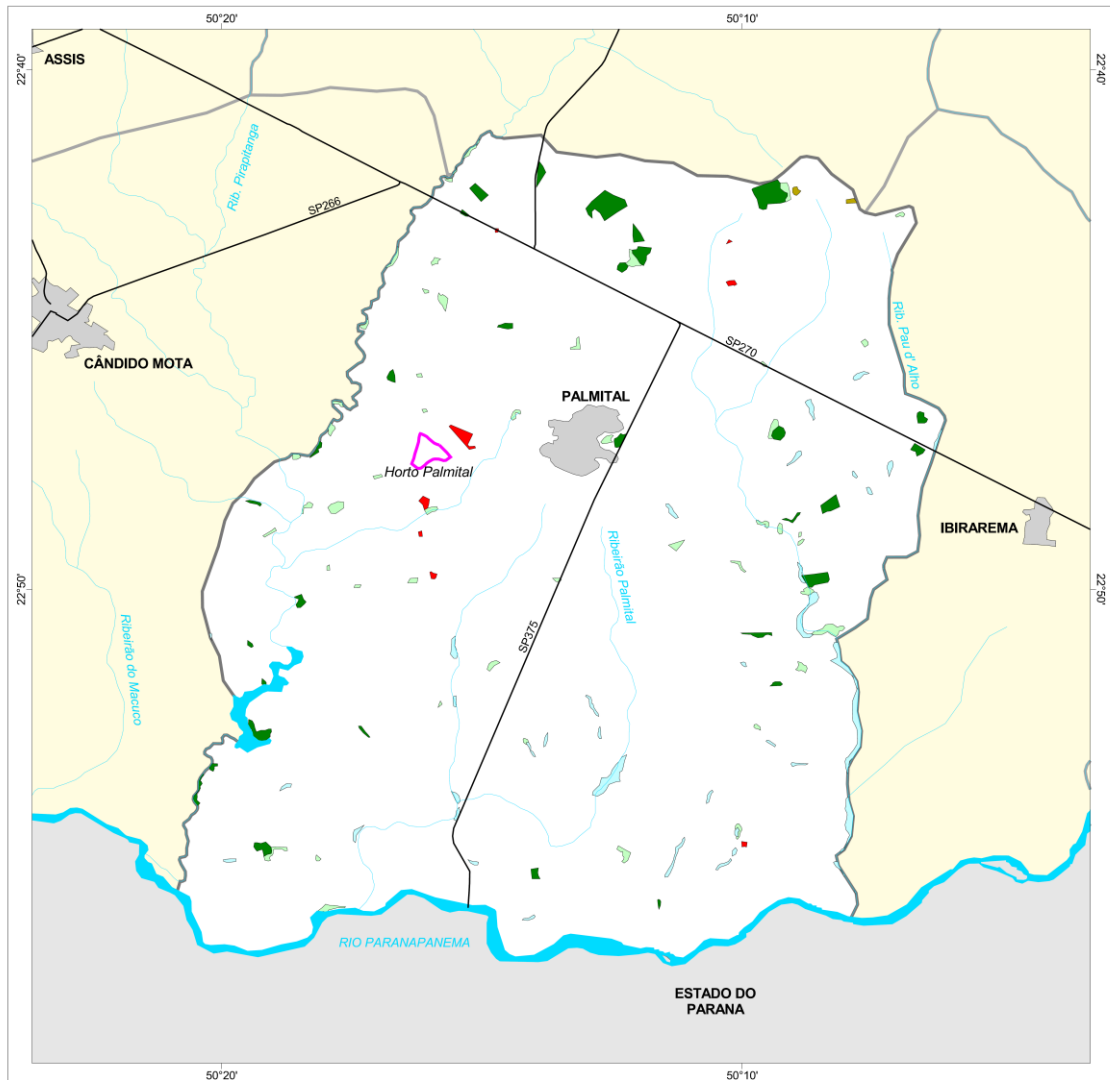 50°20'
50°10'
22°40'
22°40'
ASSIS
Rib. Pirapitanga
SP266
CÂNDIDO MOTA
SP270
Rib. Pau d' Alho
PALMITAL
Horto Palmital
IBIRAREMA
Ribeirão Palmital
22°50'
22°50'
Ribeirão do Macuco
SP375
RIO PARANAPANEMA
ESTADO DO
PARANA
50°20'
50°10'